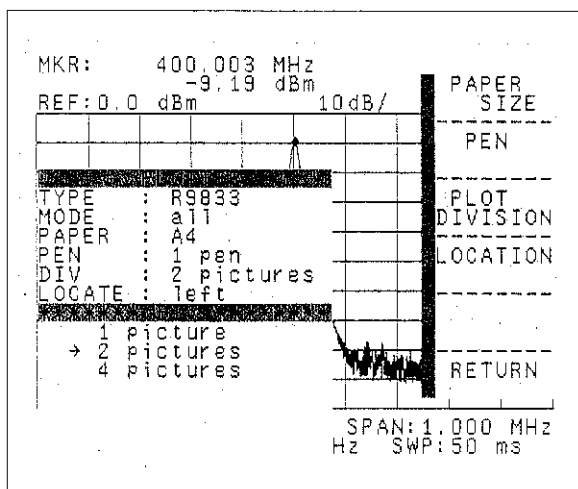 MKR: 400.003 MHz
-9.19 dBm
REF:0.0 dBm 10dB/
PAPER
SIZE
PEN
PLOT
DIVISION
LOCATION
RETURN
TYPE : R9833
MODE : all
PAPER : A4
PEN : 1 pen
DIV : 2 pictures
LOCATE : left
1 picture
→ 2 pictures
4 pictures
SPAN:1.000 MHz
Hz SWP:50 ms